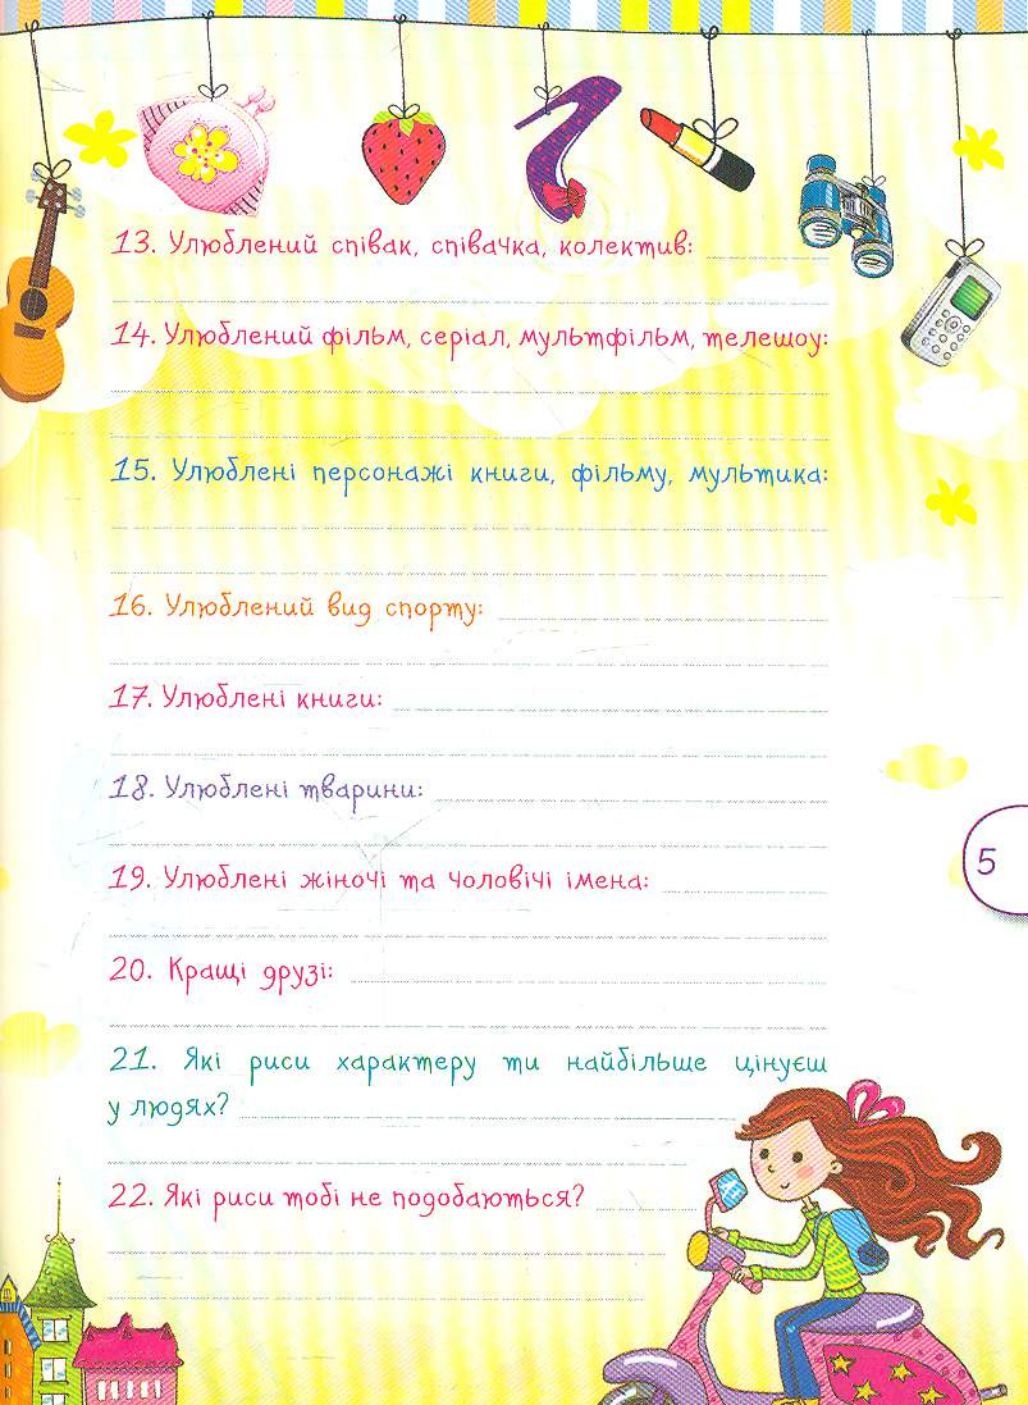 13. Улюблений співак, співачка, колектив:
14. Улюблений фільм, серіал, мультфільм, телешоу:
15. Улюблені персонажі книги, фільму, мультика:
16. Улюблений вид спорту:
17. Улюблені книги:
18. Улюблені тварини:
19. Улюблені жіночі та чоловічі імена:
20. Кращі друзі:
21. Які риси характеру ти найбільше цінуєш
у людях?
22. Які риси тобі не подобаються?
5